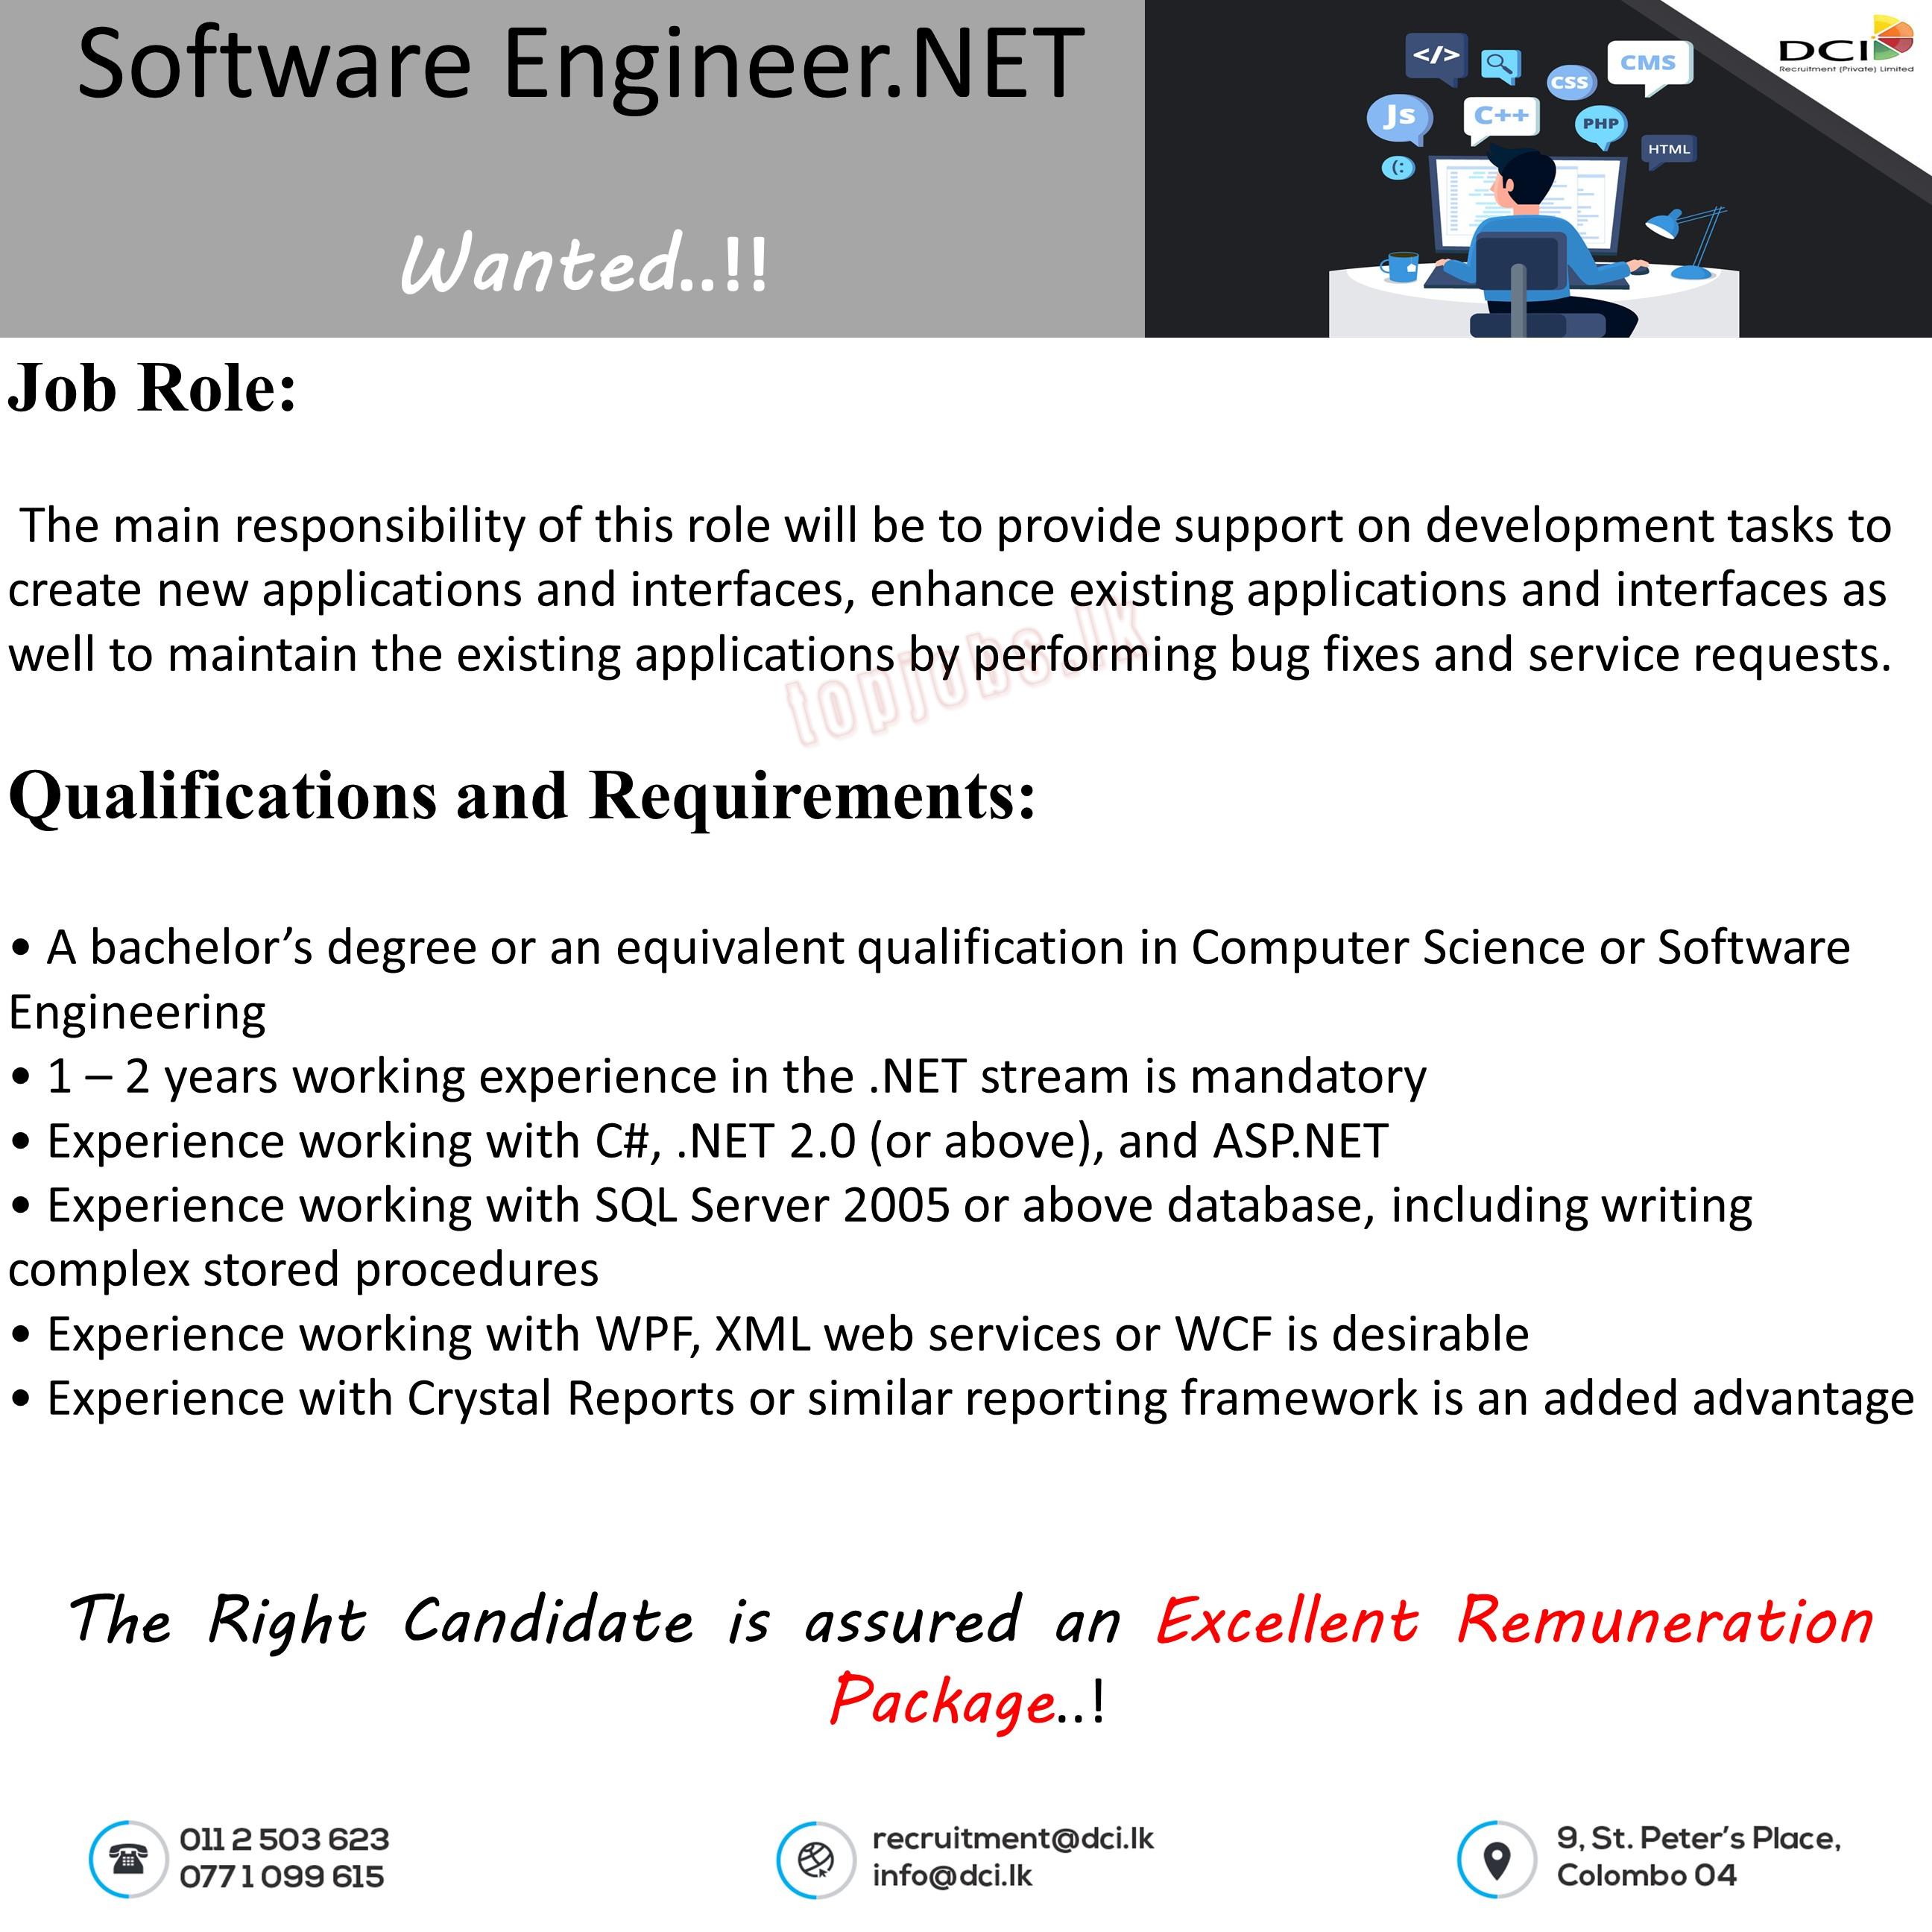 Software Engineer.NET
Wanted..!!
</>
CSS
CMS
Js
C++
PHP
HTML
(:
DCI
Recruitment (Private) Limited
Job Role:
The main responsibility of this role will be to provide support on development tasks to
create new applications and interfaces, enhance existing applications and interfaces as
well to maintain the existing applications by performing bug fixes and service requests.
topjobs.lk
Qualifications and Requirements:
• A bachelor’s degree or an equivalent qualification in Computer Science or Software
Engineering
• 1 – 2 years working experience in the .NET stream is mandatory
• Experience working with C#, .NET 2.0 (or above), and ASP.NET
• Experience working with SQL Server 2005 or above database, including writing
complex stored procedures
• Experience working with WPF, XML web services or WCF is desirable
• Experience with Crystal Reports or similar reporting framework is an added advantage
The Right Candidate is assured an Excellent Remuneration
Package..!
011 2 503 623
077 1 099 615
recruitment@dci.lk
info@dci.lk
9, St. Peter’s Place,
Colombo 04